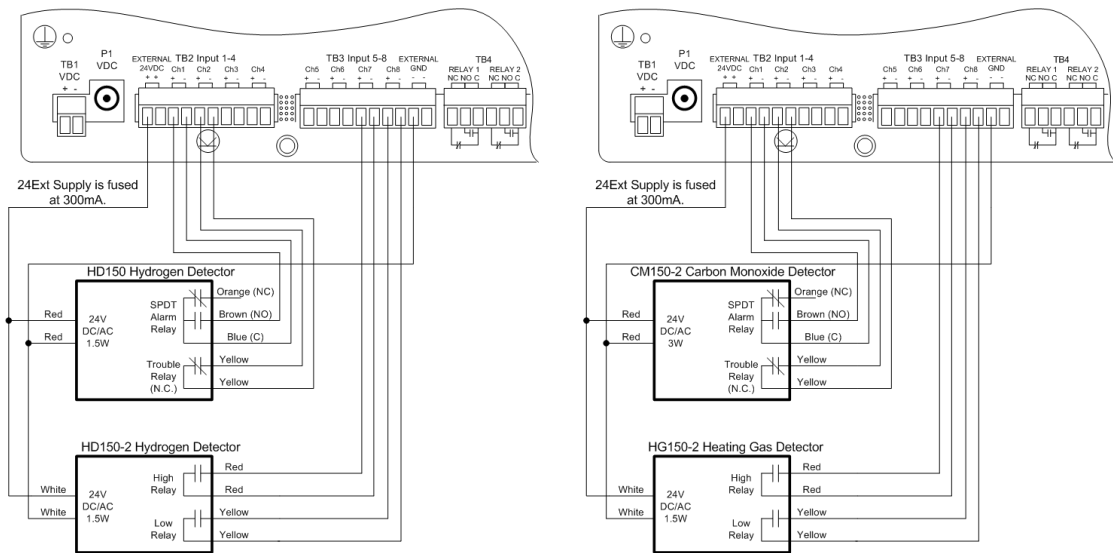 TB1
VDC
+ -
P1
VDC
EXTERNAL
24VDC
+ +
TB2 Input 1-4
Ch1 Ch2 Ch3 Ch4
+ - + - + - + -
TB3 Input 5-8
Ch5 Ch6 Ch7 Ch8
+ - + - + - + -
EXTERNAL
GND
- -
TB4
RELAY 1 RELAY 2
NC NO C NC NO C
24Ext Supply is fused
at 300mA.
HD150 Hydrogen Detector
Red
Red
24V
DC/AC
1.5W
SPDT
Alarm
Relay
Orange (NC)
Brown (NO)
Blue (C)
Trouble
Relay
(N.C.)
Yellow
Yellow
HD150-2 Hydrogen Detector
White
White
24V
DC/AC
1.5W
High
Relay
Red
Red
Low
Relay
Yellow
Yellow
TB1
VDC
+ -
P1
VDC
EXTERNAL
24VDC
+ +
TB2 Input 1-4
Ch1 Ch2 Ch3 Ch4
+ - + - + - + -
TB3 Input 5-8
Ch5 Ch6 Ch7 Ch8
+ - + - + - + -
EXTERNAL
GND
- -
TB4
RELAY 1 RELAY 2
NC NO C NC NO C
24Ext Supply is fused
at 300mA.
CM150-2 Carbon Monoxide Detector
Red
Red
24V
DC/AC
3W
SPDT
Alarm
Relay
Orange (NC)
Brown (NO)
Blue (C)
Trouble
Relay
(N.C.)
Yellow
Yellow
HG150-2 Heating Gas Detector
White
White
24V
DC/AC
1.5W
High
Relay
Red
Red
Low
Relay
Yellow
Yellow